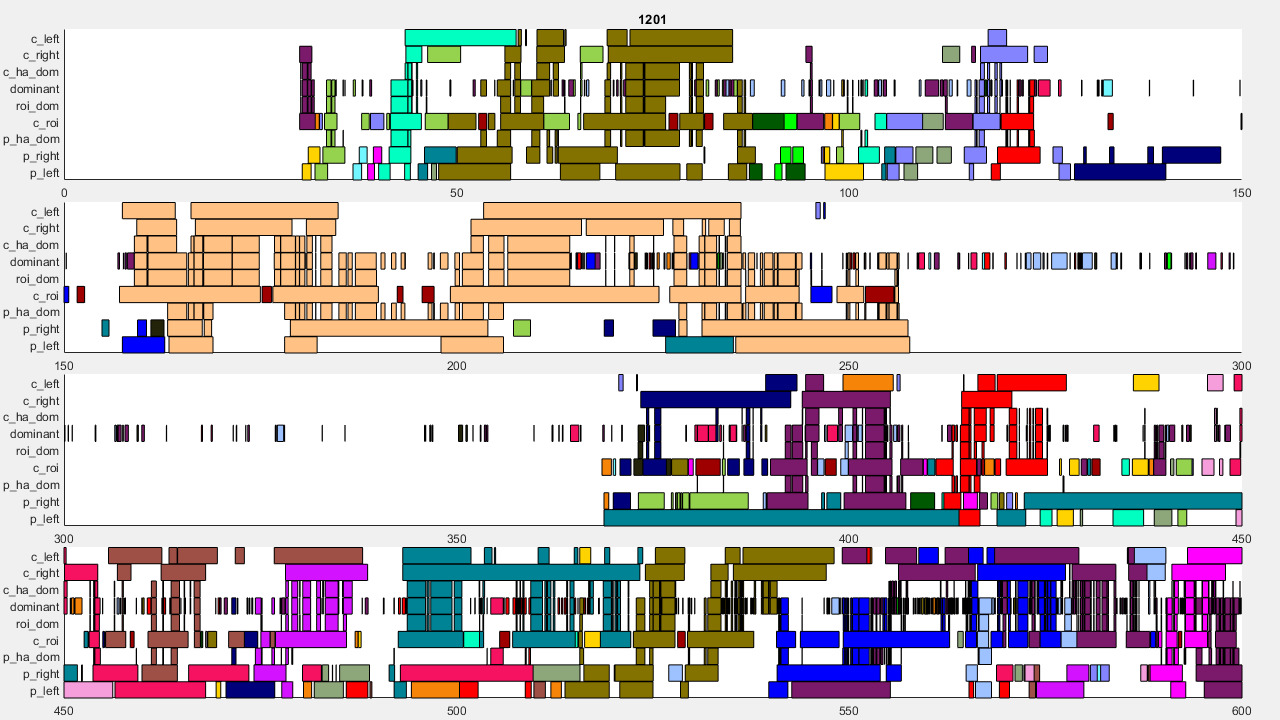 1201
c_left
c_right
c_ha_dom
dominant
roi_dom
c_roi
p_ha_dom
p_right
p_left
0 50 100 150
c_left
c_right
c_ha_dom
dominant
roi_dom
c_roi
p_ha_dom
p_right
p_left
150 200 250 300
c_left
c_right
c_ha_dom
dominant
roi_dom
c_roi
p_ha_dom
p_right
p_left
300 350 400 450
c_left
c_right
c_ha_dom
dominant
roi_dom
c_roi
p_ha_dom
p_right
p_left
450 500 550 600